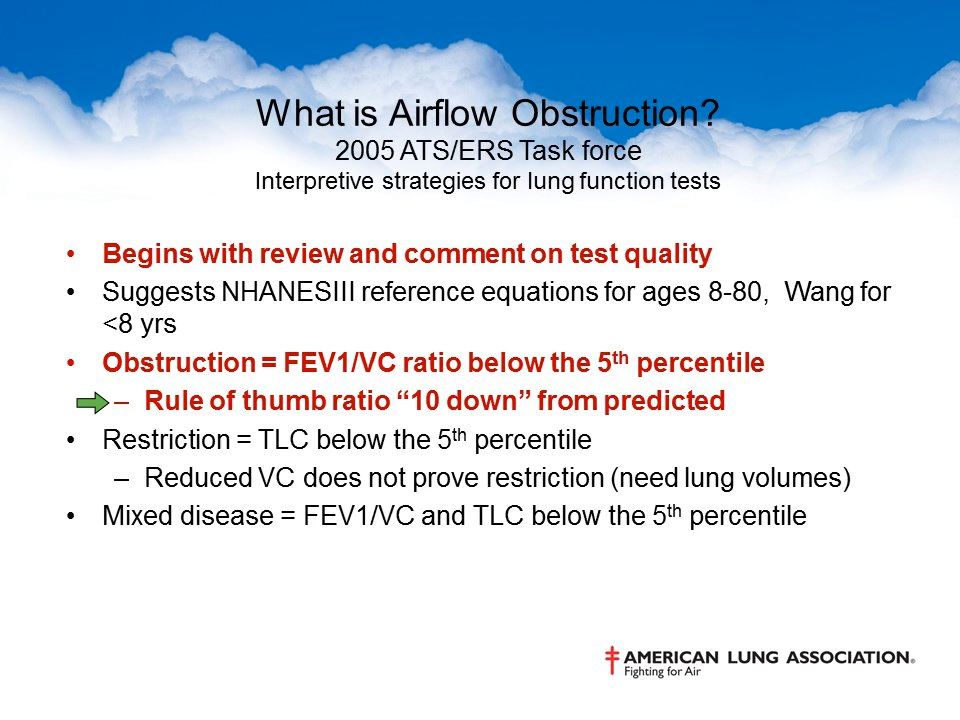 What is Airflow Obstruction?
2005 ATS/ERS Task force
Interpretive strategies for lung function tests
• Begins with review and comment on test quality
• Suggests NHANESIII reference equations for ages 8-80, Wang for
<8 yrs
• Obstruction = FEV1/VC ratio below the 5th percentile
– Rule of thumb ratio “10 down” from predicted
• Restriction = TLC below the 5th percentile
– Reduced VC does not prove restriction (need lung volumes)
• Mixed disease = FEV1/VC and TLC below the 5th percentile
AMERICAN LUNG ASSOCIATION®
Fighting for Air